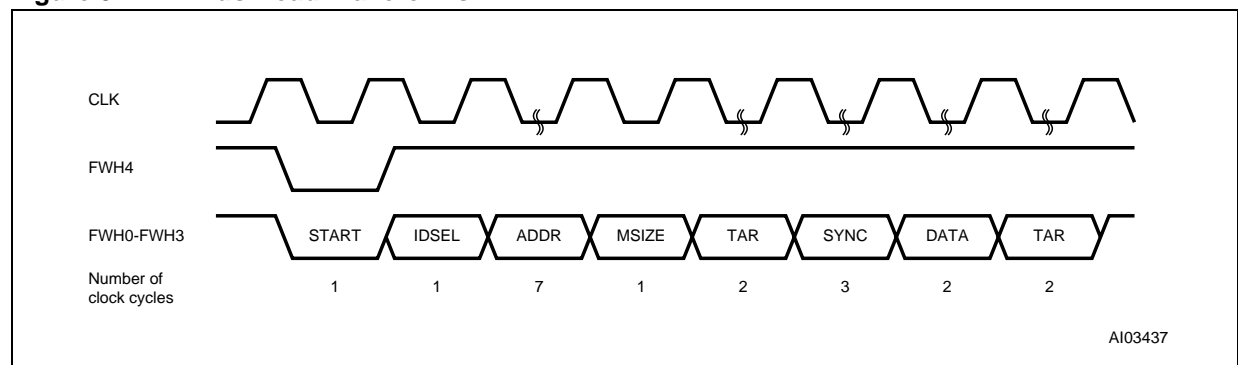 CLK
FWH4
FWH0-FWH3 START IDSEL ADDR MSIZE TAR SYNC DATA TAR
Number of
clock cycles 1 1 7 1 2 3 2 2
AI03437